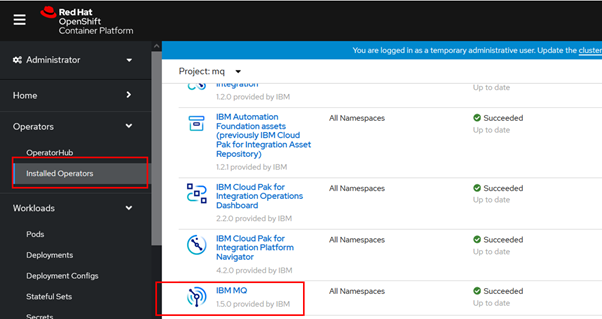 Red Hat
OpenShift
Container Platform
Administrator
Home
Operators
OperatorHub
Installed Operators
Workloads
Pods
Deployments
Deployment Configs
Stateful Sets
Secrets
You are logged in as a temporary administrative user. Update the cluster
Project: mq
Integration
1.2.0 provided by IBM
Up to date
IBM Automation
Foundation assets
(previously IBM Cloud
Pak for Integration Asset
Repository)
1.2.1 provided by IBM
All Namespaces
Succeeded
Up to date
IBM Cloud Pak for
Integration Operations
Dashboard
2.2.0 provided by IBM
All Namespaces
Succeeded
Up to date
IBM Cloud Pak for
Integration Platform
Navigator
4.2.0 provided by IBM
All Namespaces
Succeeded
Up to date
IBM MQ
1.5.0 provided by IBM
All Namespaces
Succeeded
Up to date